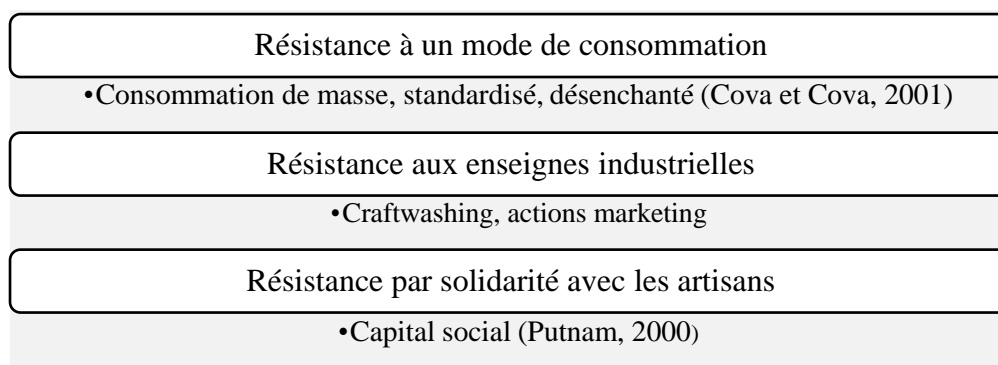 Résistance à un mode de consommation
•Consommation de masse, standardisé, désenchanté (Cova et Cova, 2001)
Résistance aux enseignes industrielles
•Craftwashing, actions marketing
Résistance par solidarité avec les artisans
•Capital social (Putnam, 2000)